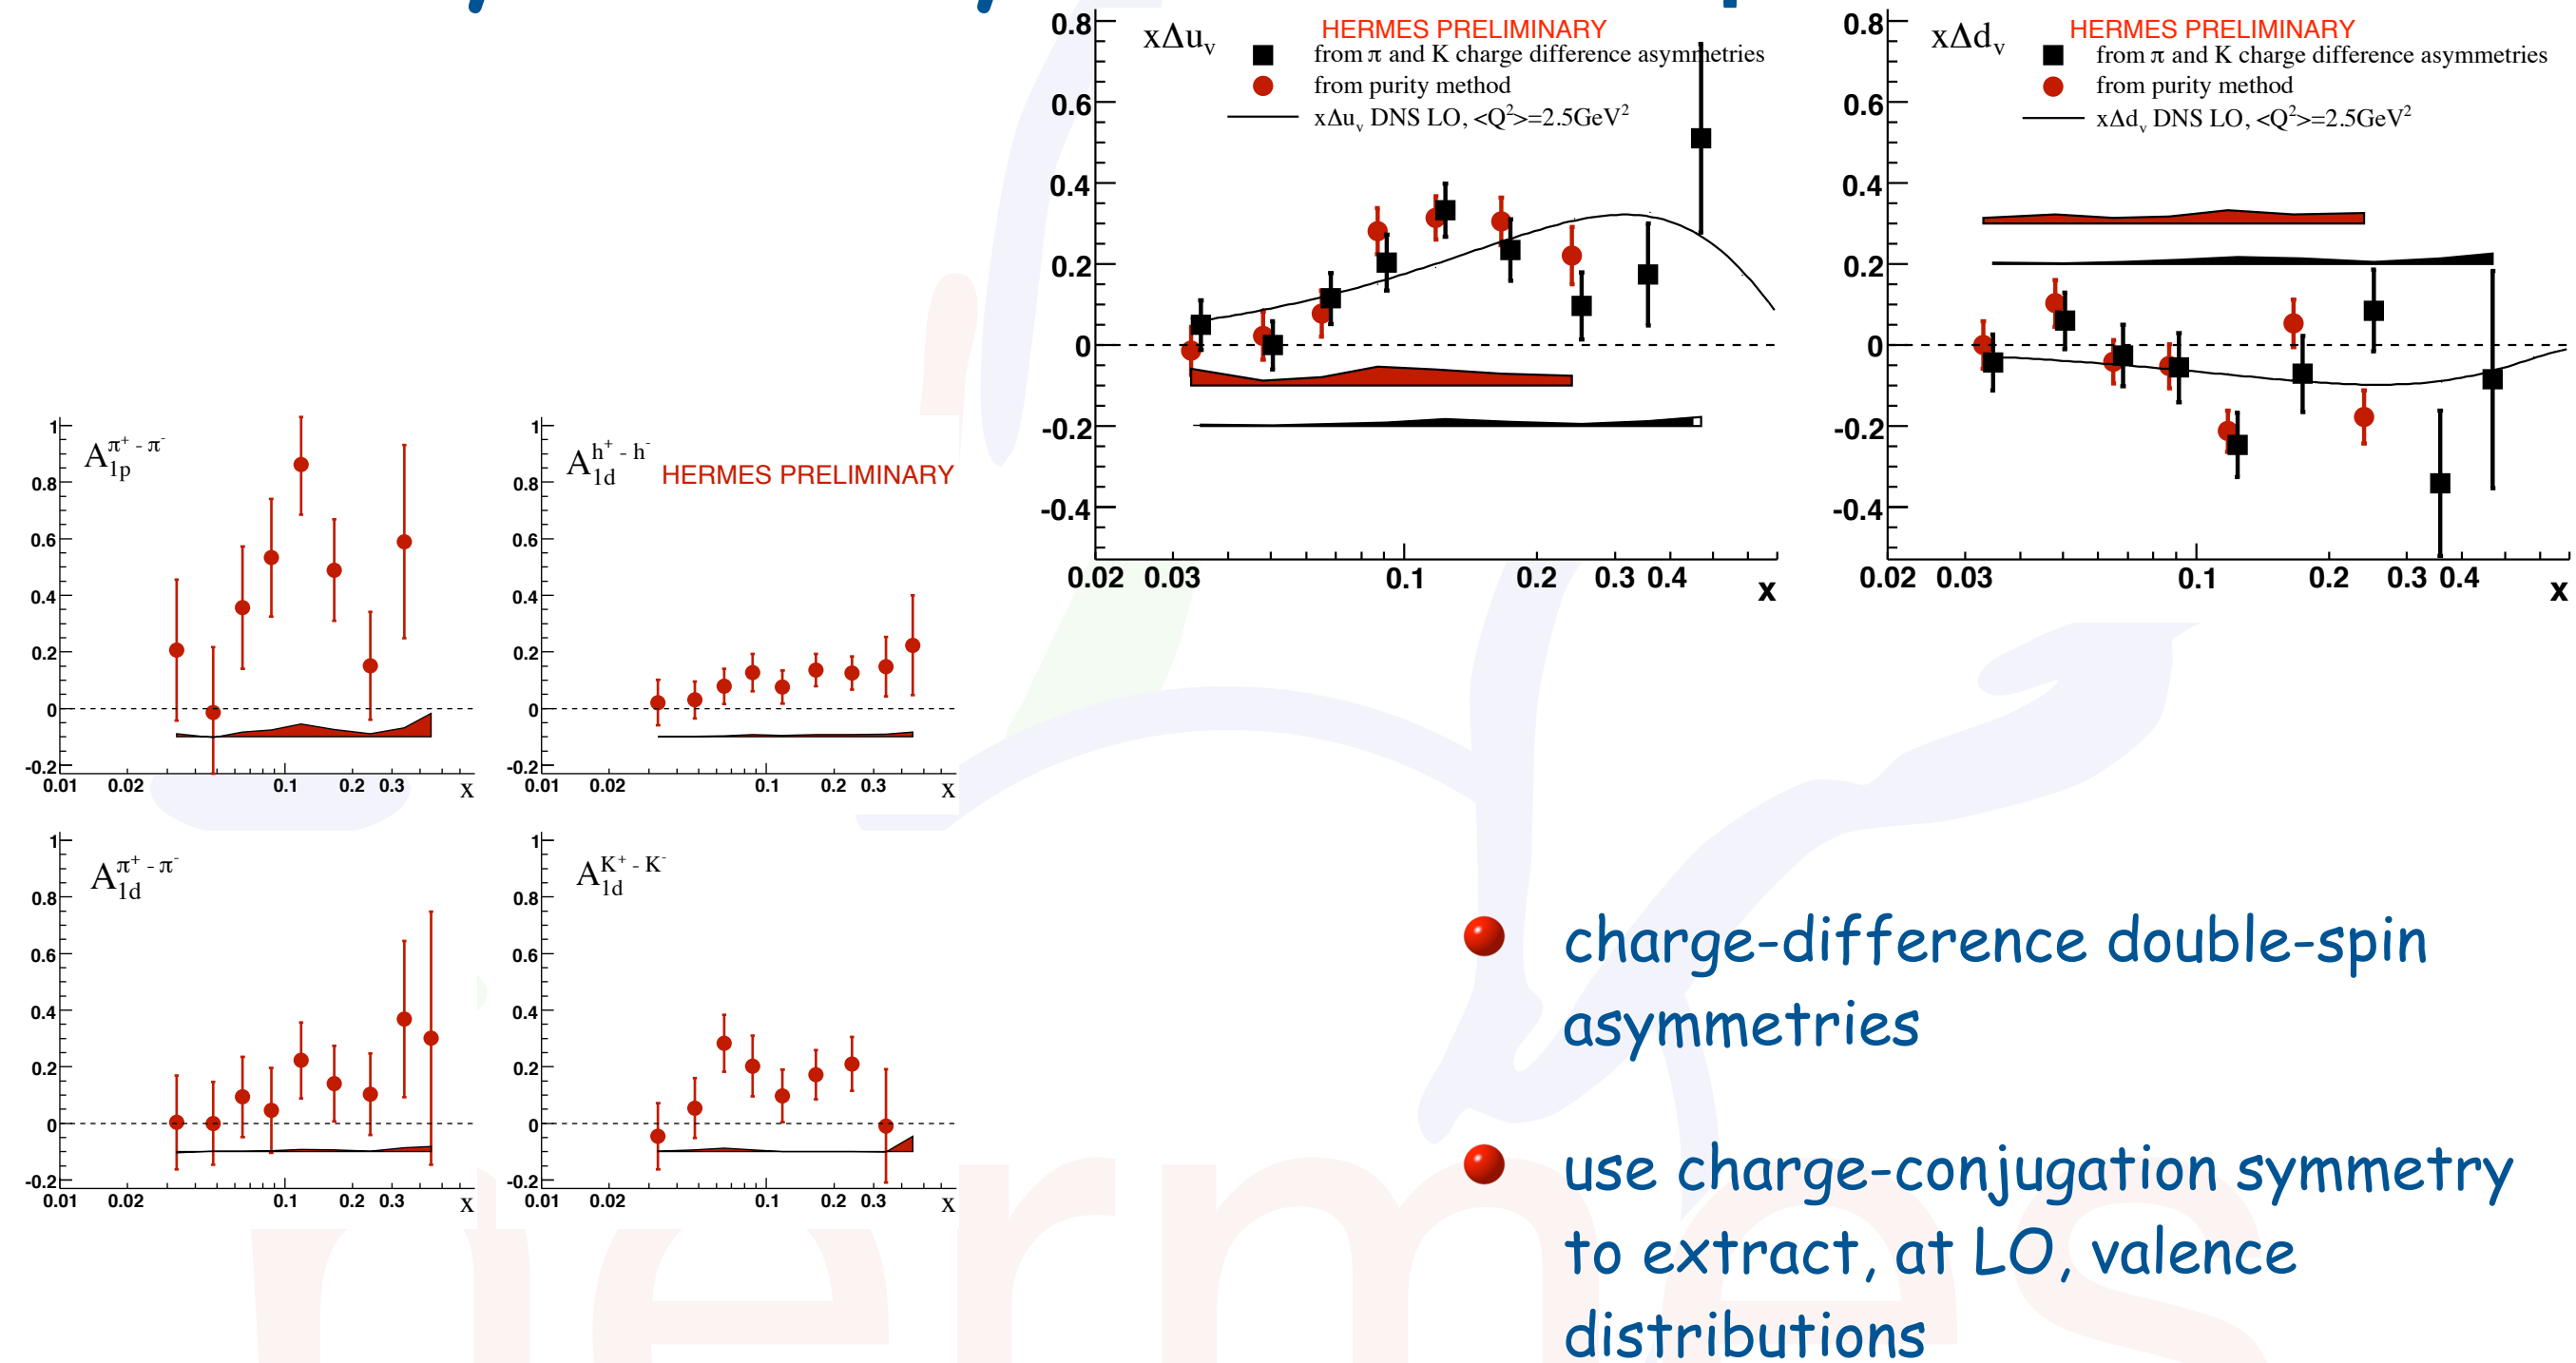 0.8
xΔu_v
HERMES PRELIMINARY
from π and K charge difference asymmetries
from purity method
xΔu_v DNS LO, <Q²>=2.5GeV²
0.6
0.4
0.2
0
-0.2
-0.4
0.02 0.03 0.1 0.2 0.3 0.4
x
0.8
xΔd_v
HERMES PRELIMINARY
from π and K charge difference asymmetries
from purity method
xΔd_v DNS LO, <Q²>=2.5GeV²
0.6
0.4
0.2
0
-0.2
-0.4
0.02 0.03 0.1 0.2 0.3 0.4
x
1
A_1p^π⁺ - π⁻
0.8
0.6
0.4
0.2
0
-0.2
0.01 0.02 0.1 0.2 0.3 x
1
A_1d^h⁺ - h⁻
HERMES PRELIMINARY
0.8
0.6
0.4
0.2
0
-0.2
0.01 0.02 0.1 0.2 0.3 x
1
A_1d^π⁺ - π⁻
0.8
0.6
0.4
0.2
0
-0.2
0.01 0.02 0.1 0.2 0.3 x
1
A_1d^K⁺ - K⁻
0.8
0.6
0.4
0.2
0
-0.2
0.01 0.02 0.1 0.2 0.3 x
charge-difference double-spin
asymmetries
use charge-conjugation symmetry
to extract, at LO, valence
distributions
hermes